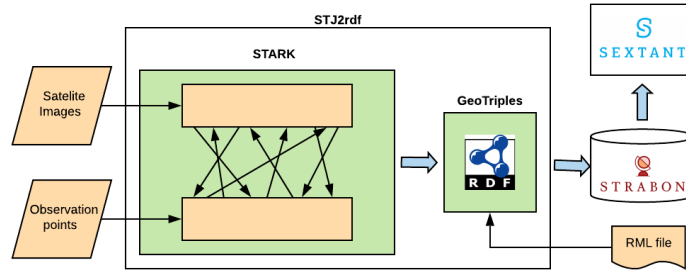 STJ2rdf
STARK
Satelite
Images
Observation
points
GeoTriples
RDF
SEXTANT
STRABON
RML file